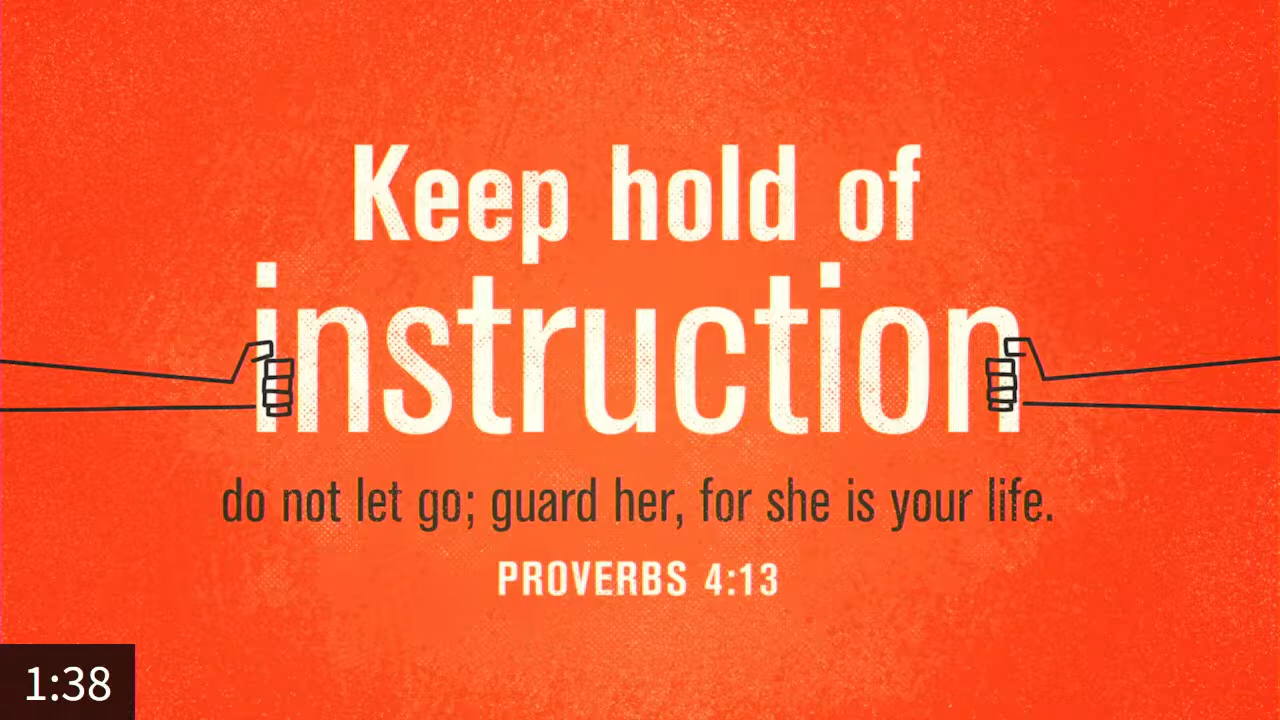 Keep hold of
instruction
do not let go; guard her, for she is your life.
PROVERBS 4:13
1:38